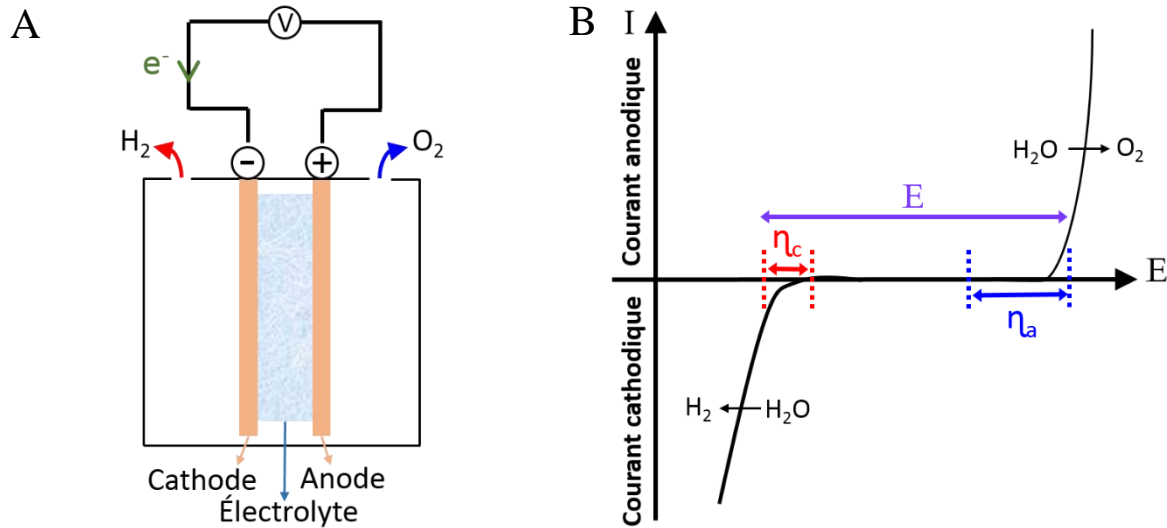 A
V
e⁻
H₂
O₂
-
+
Cathode
Anode
Électrolyte
B
I
Courant anodique
Courant cathodique
H₂O → O₂
E
ηc
E
ηa
H₂ ← H₂O